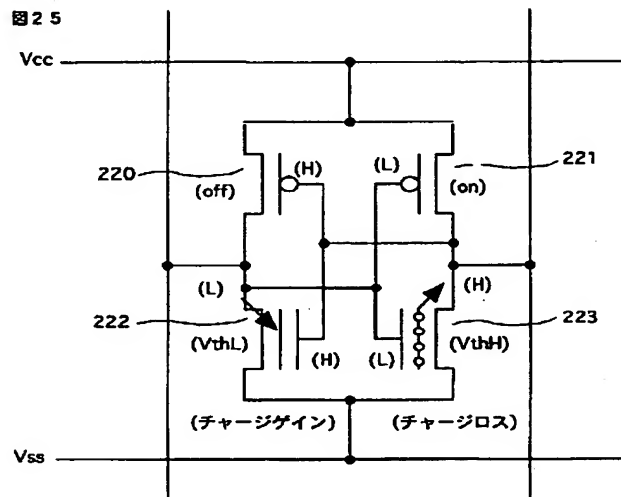 図25
Vcc
220
(H)
(L)
221
(off)
(on)
(L)
(H)
222
223
(VthL)
(H)
(L)
(VthH)
(チャージゲイン)
(チャージロス)
Vss